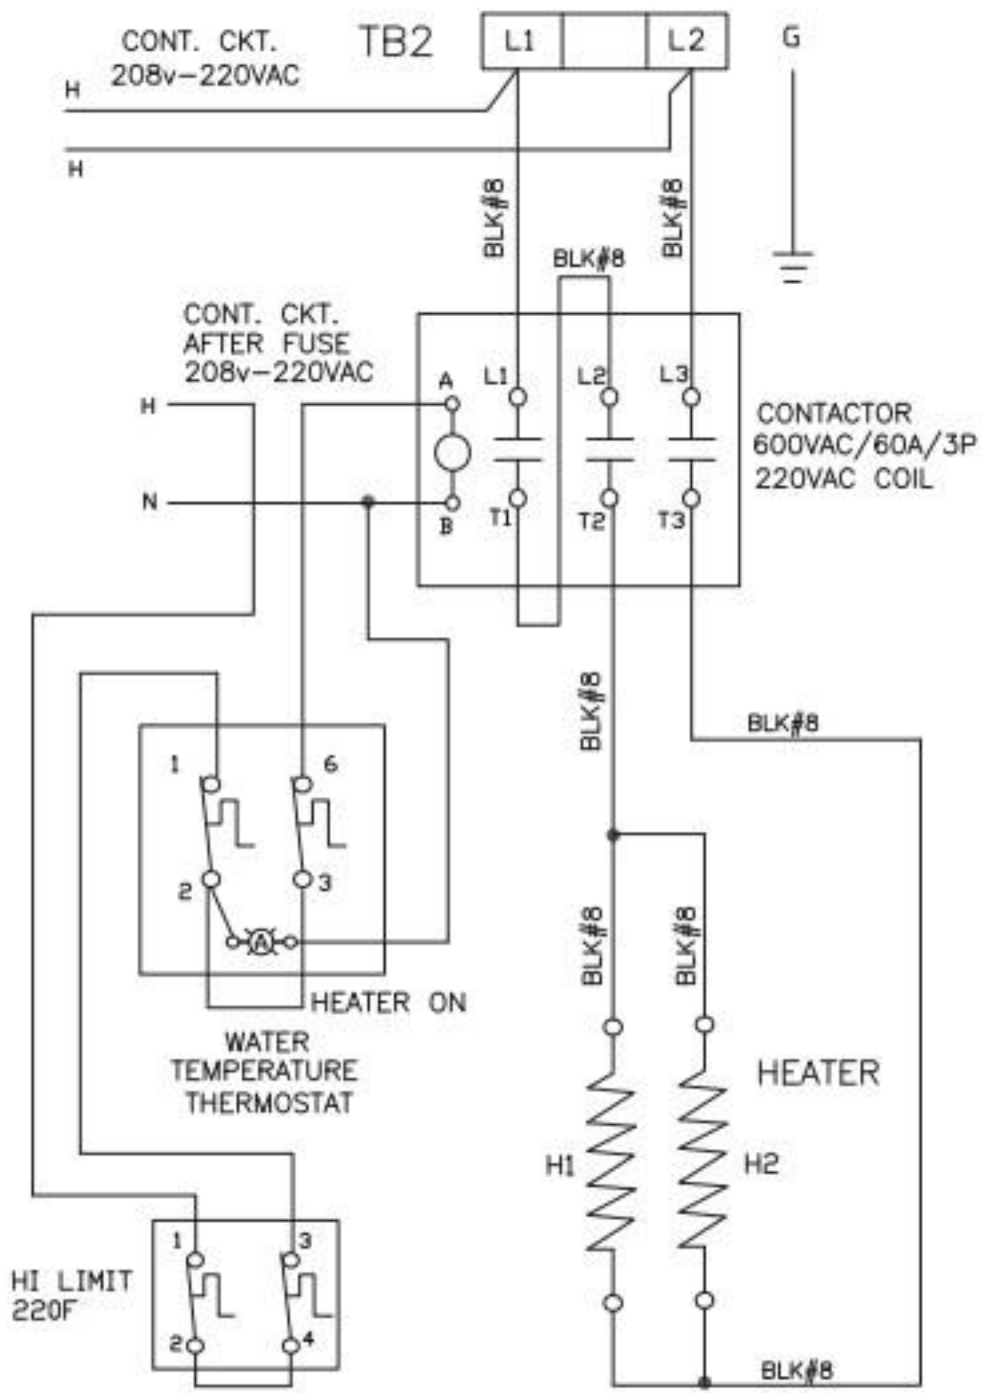 CONT. CKT.
208v-220VAC
TB2
L1
L2
G
H
H
BLK#8
BLK#8
BLK#8
CONT. CKT.
AFTER FUSE
208v-220VAC
H
N
A
B
L1
L2
L3
T1
T2
T3
CONTACTOR
600VAC/60A/3P
220VAC COIL
BLK#8
BLK#8
1
6
2
3
A
HEATER ON
WATER
TEMPERATURE
THERMOSTAT
BLK#8
BLK#8
HEATER
H1
H2
HI LIMIT
220F
1
3
2
4
BLK#8